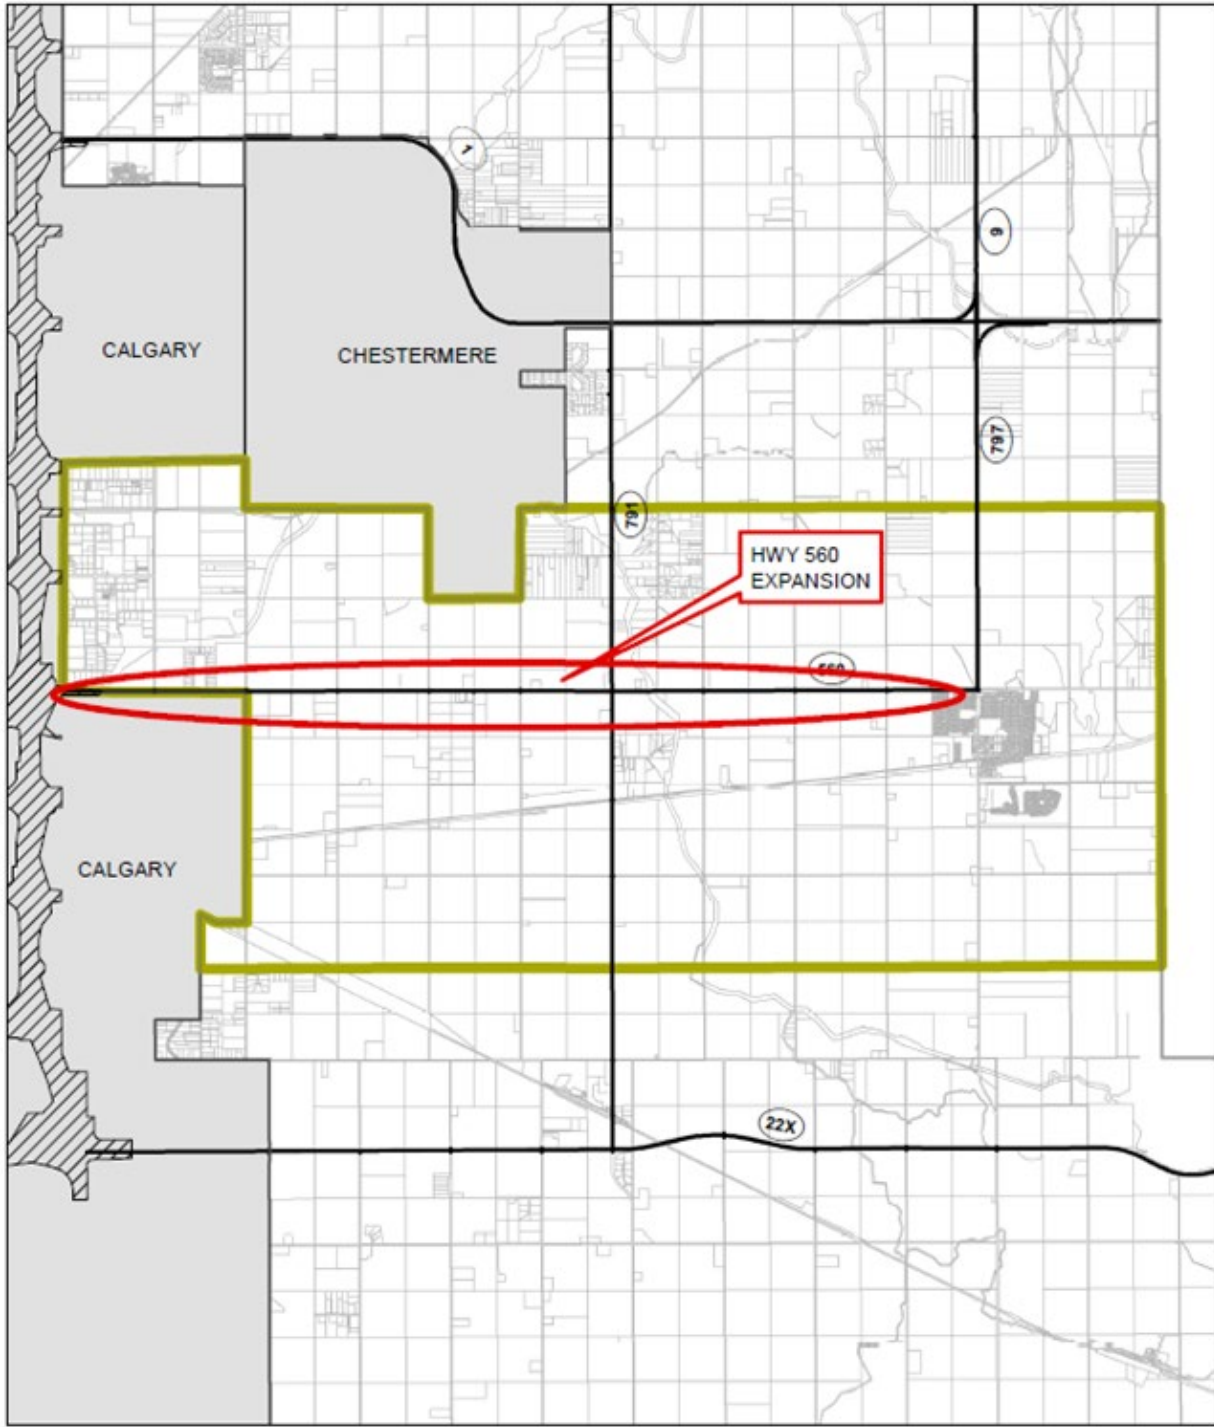 1
9
CALGARY
CHESTERMERE
797
791
HWY 560
EXPANSION
560
CALGARY
22X